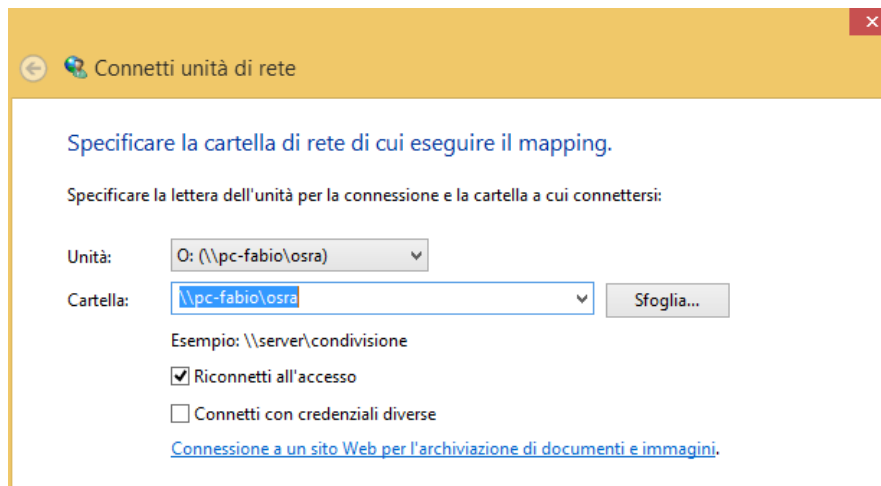 Connetti unità di rete
Specificare la cartella di rete di cui eseguire il mapping.
Specificare la lettera dell'unità per la connessione e la cartella a cui connettersi:
Unità: O: (\\pc-fabio\osra)
Cartella: \\pc-fabio\osra Sfoglia...
Esempio: \\server\condivisione
Riconnetti all'accesso
Connetti con credenziali diverse
Connessione a un sito Web per l'archiviazione di documenti e immagini.